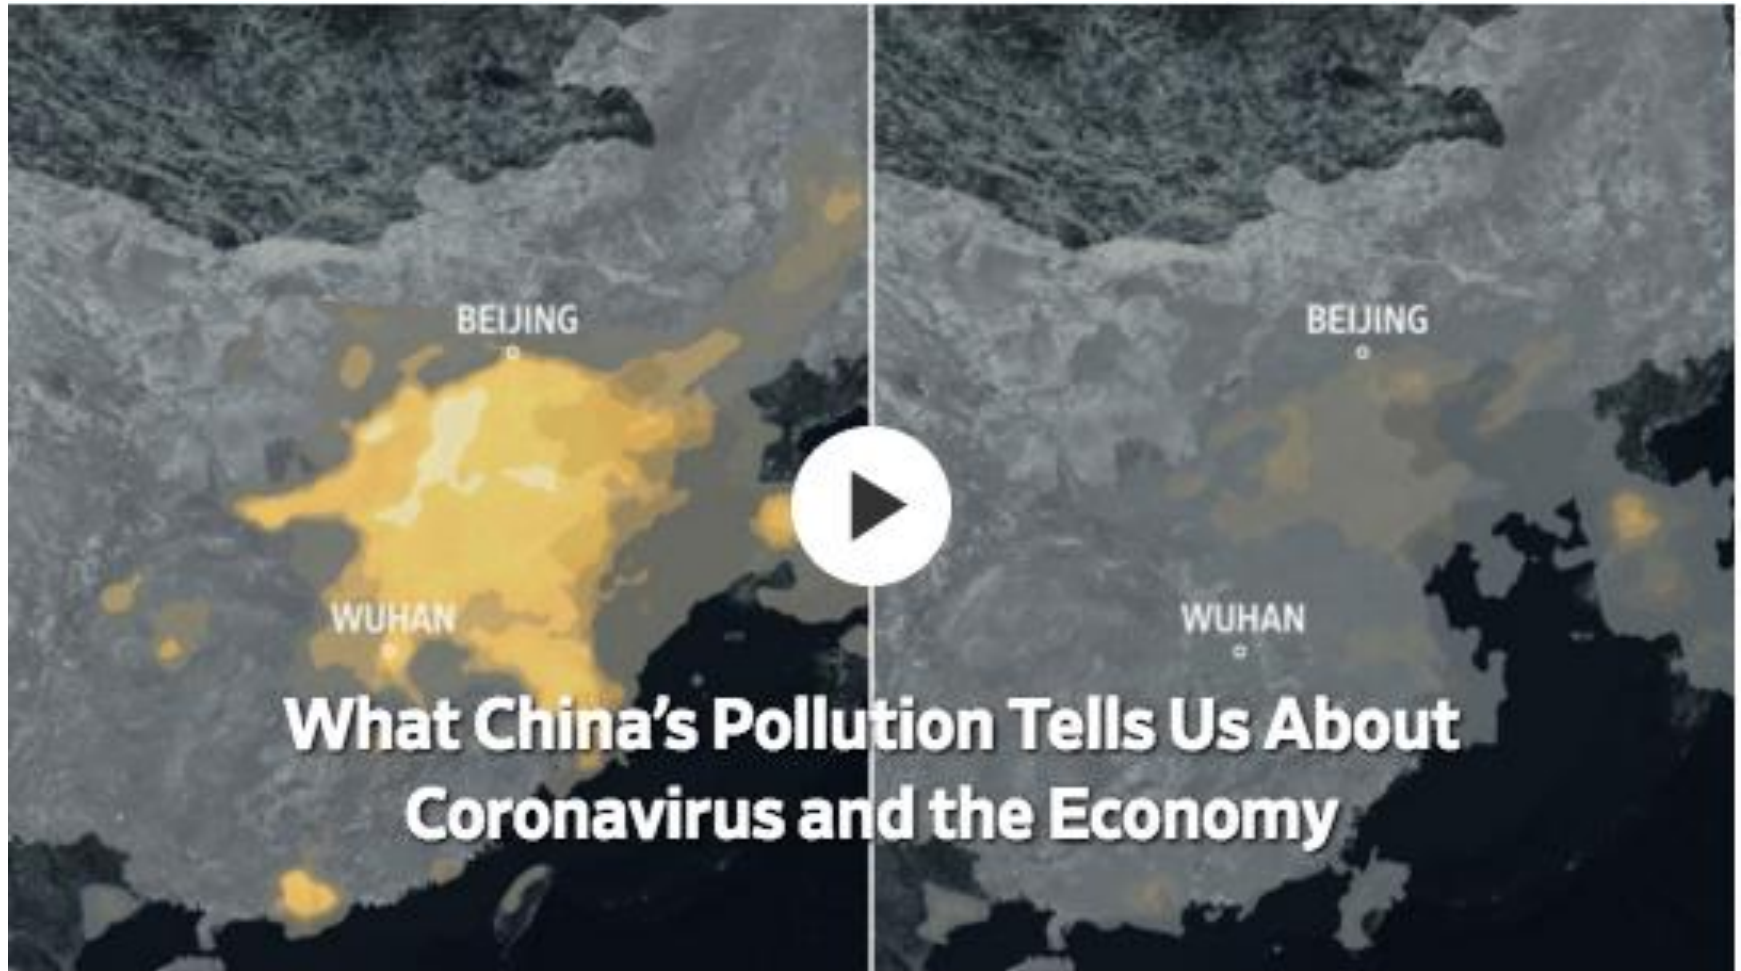 BEIJING
BEIJING
WUHAN
WUHAN
What China's Pollution Tells Us About
Coronavirus and the Economy